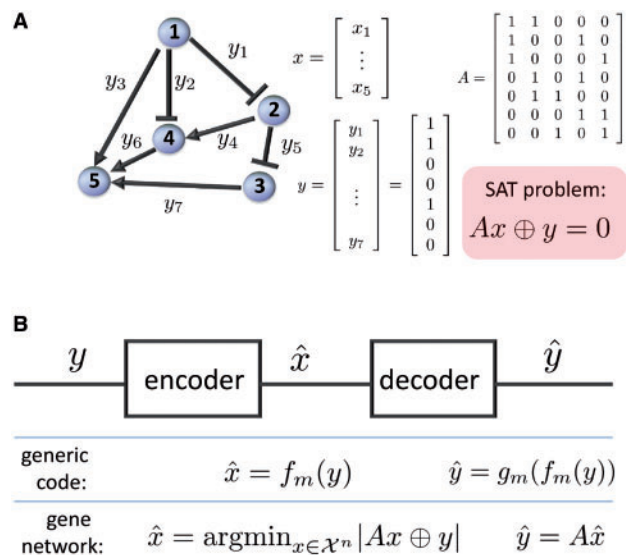 A
1
y₁
y₃
y₂
2
4
y₆
y₄
y₅
5
3
y₇
x = [ x₁ ⋮ x₅ ]
y = [ y₁ y₂ ⋮ y₇ ] = [ 1 1 0 0 1 0 0 ]
A =
1 1 0 0 0
1 0 0 1 0
1 0 0 0 1
0 1 0 1 0
0 1 1 0 0
0 0 0 1 1
0 0 1 0 1
SAT problem:
Ax ⊕ y = 0
B
y encoder x̂ decoder ŷ
generic code: x̂ = fₘ(y) ŷ = gₘ(fₘ(y))
gene network: x̂ = argminₓ∈𝒳ⁿ |Ax ⊕ y| ŷ = Ax̂